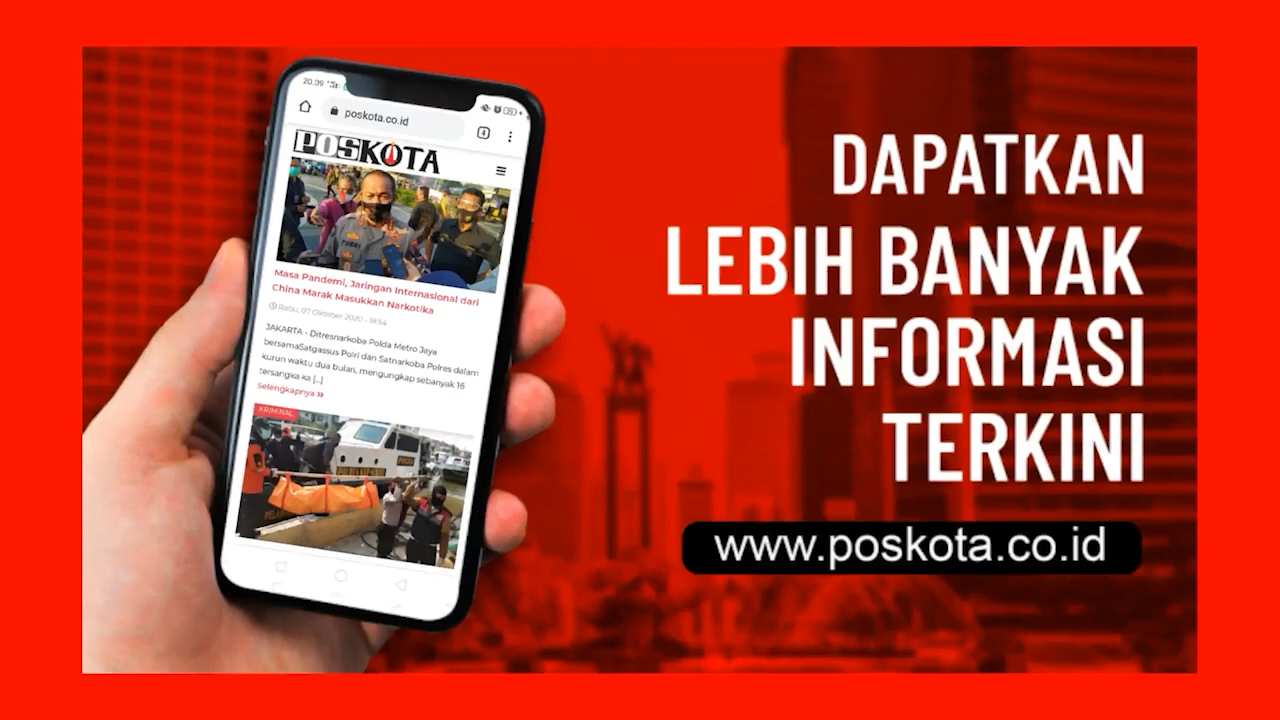 20.09
poskota.co.id
4
POSKOTA
Masa Pandemi, Jaringan Internasional dari
China Marak Masukkan Narkotika
Rabu, 07 Oktober 2020 - 18:54
JAKARTA - Ditresnarkoba Polda Metro Jaya
bersamaSatgassus Polri dan Satnarkoba Polres dalam
kurun waktu dua bulan, mengungkap sebanyak 16
tersangka ka [...]
Selengkapnya »
KRIMINAL
DAPATKAN
LEBIH BANYAK
INFORMASI
TERKINI
www.poskota.co.id